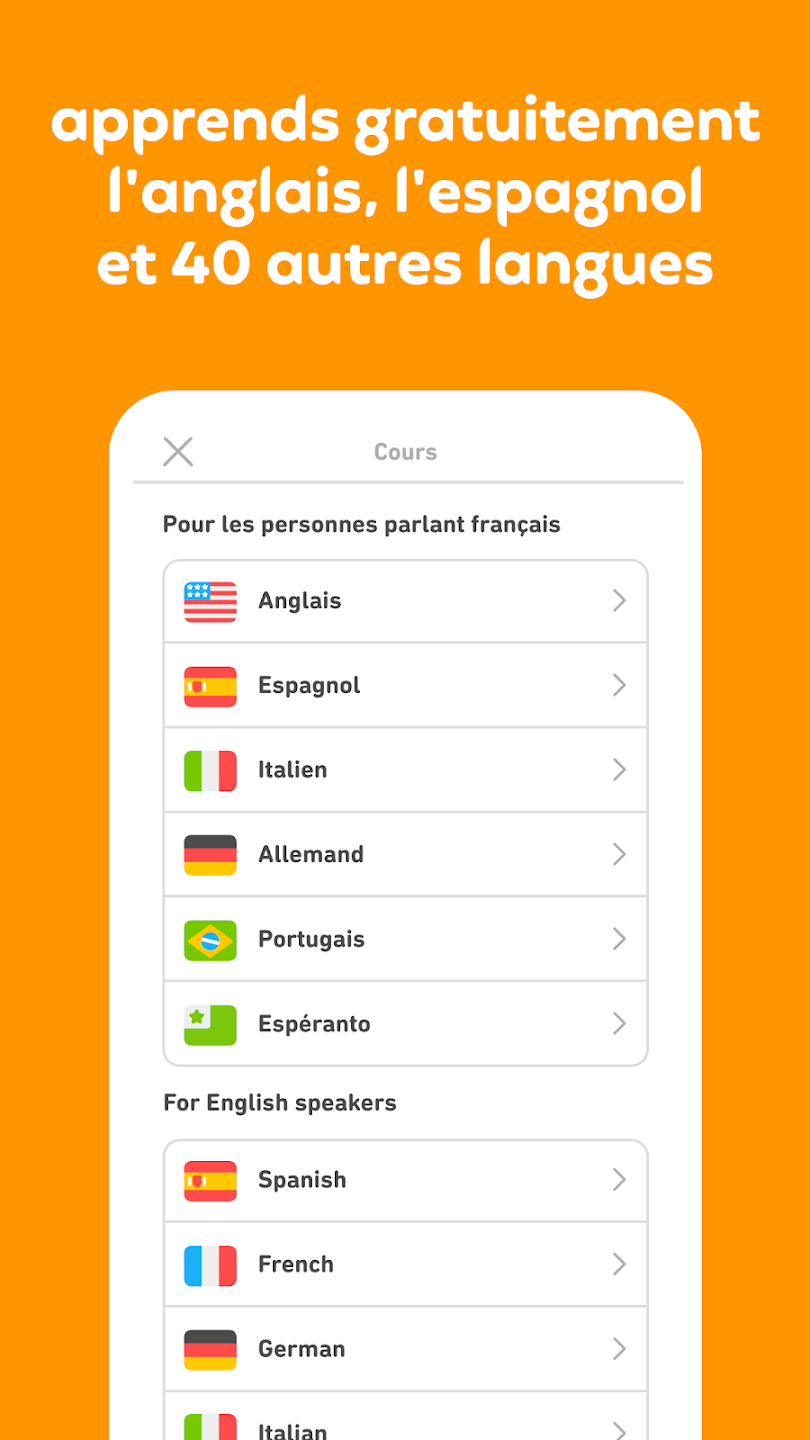 apprends gratuitement
l'anglais, l'espagnol
et 40 autres langues
Cours
Pour les personnes parlant français
Anglais
Espagnol
Italien
Allemand
Portugais
Espéranto
For English speakers
Spanish
French
German
Italian